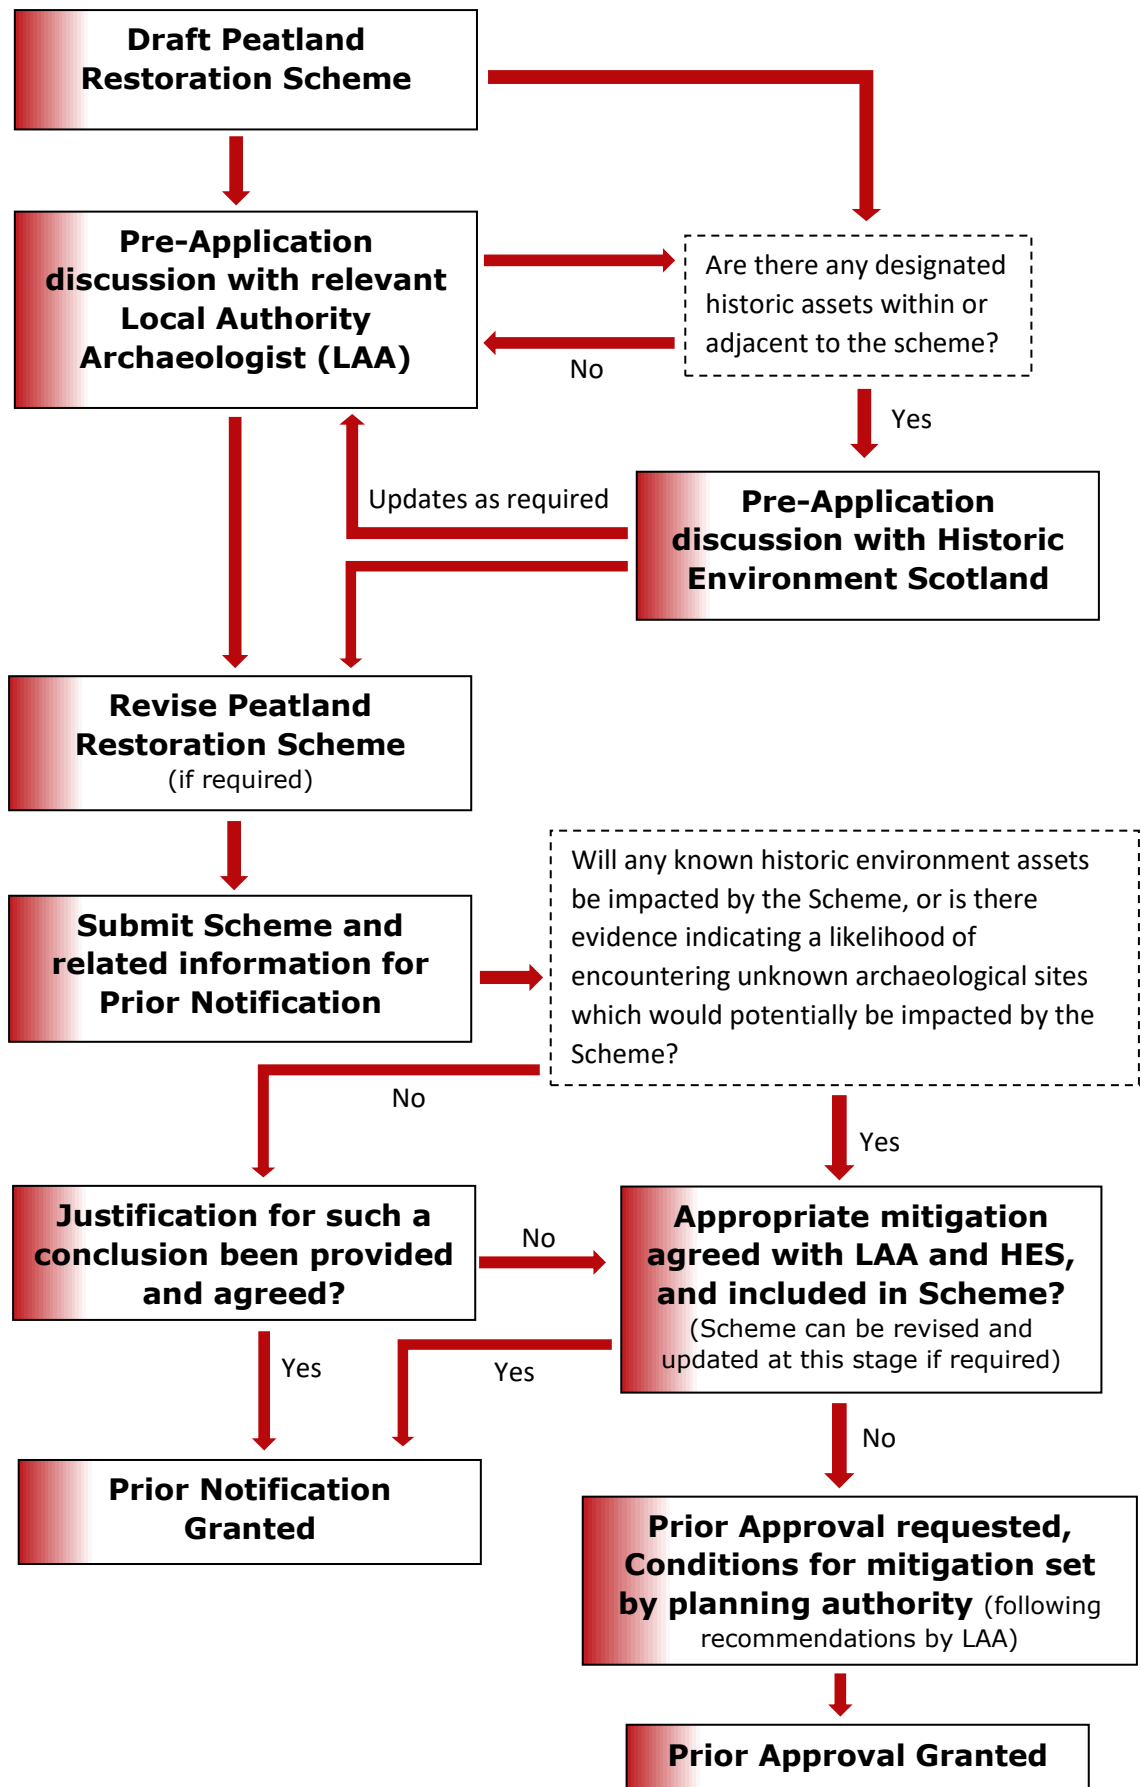 Draft Peatland
Restoration Scheme
Pre-Application
discussion with relevant
Local Authority
Archaeologist (LAA)
Are there any designated
historic assets within or
adjacent to the scheme?
No
Yes
Updates as required
Pre-Application
discussion with Historic
Environment Scotland
Revise Peatland
Restoration Scheme
(if required)
Submit Scheme and
related information for
Prior Notification
Will any known historic environment assets
be impacted by the Scheme, or is there
evidence indicating a likelihood of
encountering unknown archaeological sites
which would potentially be impacted by the
Scheme?
No
Yes
Justification for such a
conclusion been provided
and agreed?
No
Appropriate mitigation
agreed with LAA and HES,
and included in Scheme?
(Scheme can be revised and
updated at this stage if required)
Yes
Yes
No
Prior Notification
Granted
Prior Approval requested,
Conditions for mitigation set
by planning authority (following
recommendations by LAA)
Prior Approval Granted